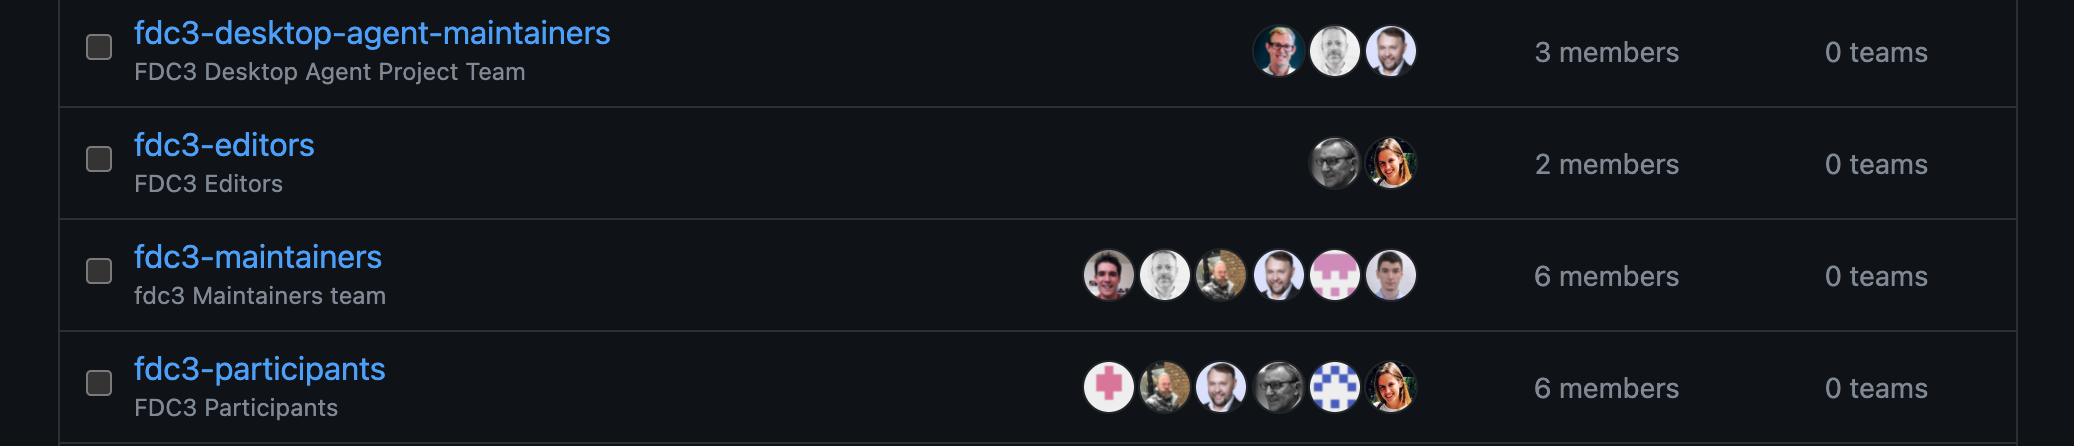 fdc3-desktop-agent-maintainers
FDC3 Desktop Agent Project Team
3 members
0 teams
fdc3-editors
FDC3 Editors
2 members
0 teams
fdc3-maintainers
fdc3 Maintainers team
6 members
0 teams
fdc3-participants
FDC3 Participants
6 members
0 teams